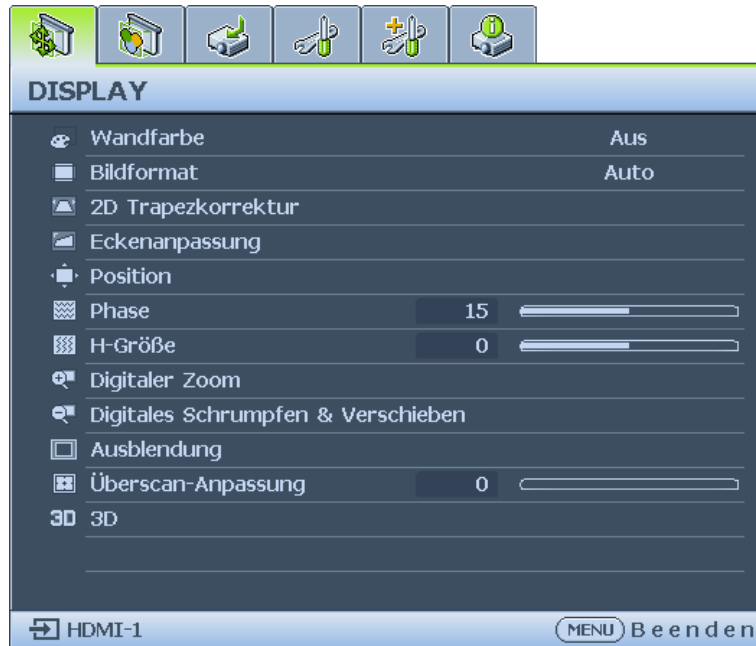 DISPLAY
Wandfarbe Aus
Bildformat Auto
2D Trapezkorrektur
Eckenanpassung
Position
Phase 15
H-Größe 0
Digitaler Zoom
Digitales Schrumpfen & Verschieben
Ausblendung
Überscan-Anpassung 0
3D 3D
HDMI-1 MENU Beenden